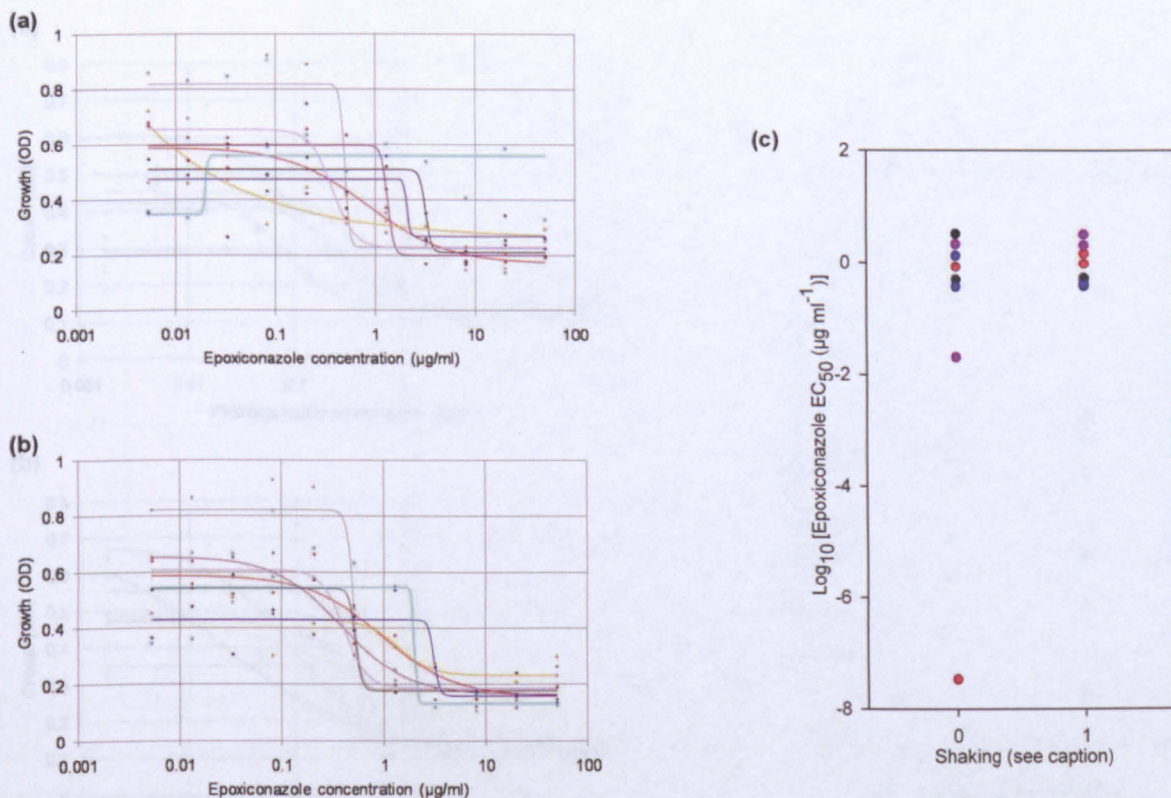 (a)
1
0.8
0.6
0.4
0.2
0
Growth (OD)
0.001 0.01 0.1 1 10 100
Epoxiconazole concentration (µg/ml)
(b)
1
0.8
0.6
0.4
0.2
0
Growth (OD)
0.001 0.01 0.1 1 10 100
Epoxiconazole concentration (µg/ml)
(c)
2
0
-2
-4
-6
-8
Log10 [Epoxiconazole EC50 (µg ml-1)]
0 1
Shaking (see caption)